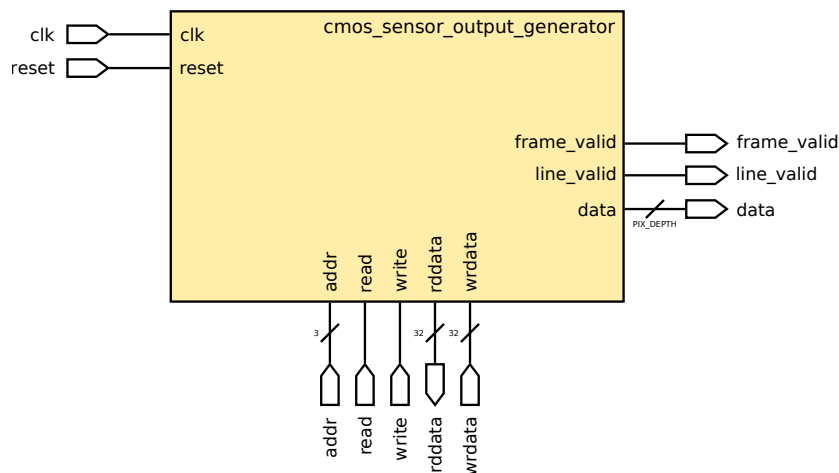 cmos_sensor_output_generator
clk
clk
reset
reset
frame_valid
frame_valid
line_valid
line_valid
data
data
PIX_DEPTH
addr
read
write
rddata
wrdata
3
32
32
addr
read
write
rddata
wrdata